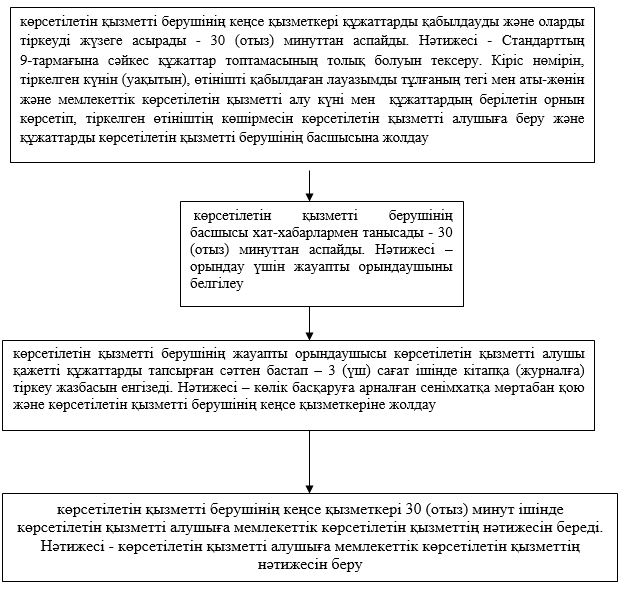 көрсетілетін қызметті берушінің кеңсе қызметкері құжаттарды қабылдауды және оларды
тіркеуді жүзеге асырады - 30 (отыз) минуттан аспайды. Нәтижесі - Стандарттың
9-тармағына сәйкес құжаттар топтамасының толық болуын тексеру. Кіріс нөмірін,
тіркелген күнін (уақытын), өтінішті қабылдаған лауазымды тұлғаның тегі мен аты-жөнін
және мемлекеттік көрсетілетін қызметті алу күні мен құжаттардың берілетін орнын
көрсетіп, тіркелген өтініштің көшірмесін көрсетілетін қызметті алушыға беру және
құжаттарды көрсетілетін қызметті берушінің басшысына жолдау
көрсетілетін қызметті берушінің
басшысы хат-хабарлармен танысады - 30
(отыз) минуттан аспайды. Нәтижесі –
орындау үшін жауапты орындаушыны
белгілеу
көрсетілетін қызметті берушінің жауапты орындаушысы көрсетілетін қызметті алушы
қажетті құжаттарды тапсырған сәттен бастап – 3 (үш) сағат ішінде кітапқа (журналға)
тіркеу жазбасын енгізеді. Нәтижесі – көлік басқаруға арналған сенімхатқа мөртабан қою
және көрсетілетін қызметті берушінің кеңсе қызметкеріне жолдау
көрсетілетін қызметті берушінің кеңсе қызметкері 30 (отыз) минут ішінде
көрсетілетін қызметті алушыға мемлекеттік көрсетілетін қызметтің нәтижесін береді.
Нәтижесі - көрсетілетін қызметті алушыға мемлекеттік көрсетілетін қызметтің
нәтижесін беру